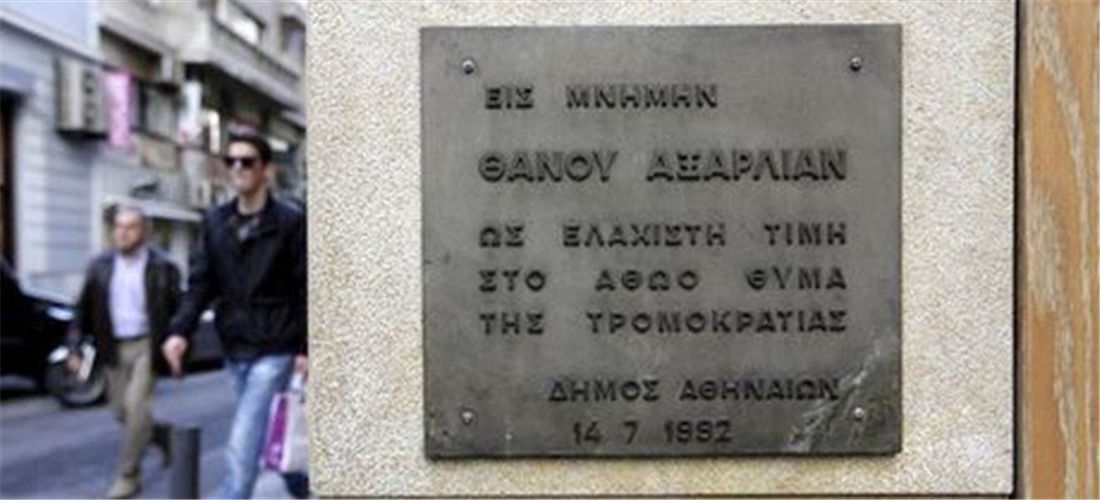 ΕΙΣ ΜΝΗΜΗΝ
ΘΑΝΟΥ ΑΞΑΡΛΙΑΝ
ΩΣ ΕΛΑΧΙΣΤΗ ΤΙΜΗ
ΣΤΟ ΑΘΩΟ ΘΥΜΑ
ΤΗΣ ΤΡΟΜΟΚΡΑΤΙΑΣ
ΔΗΜΟΣ ΑΘΗΝΑΙΩΝ
14 7 1992